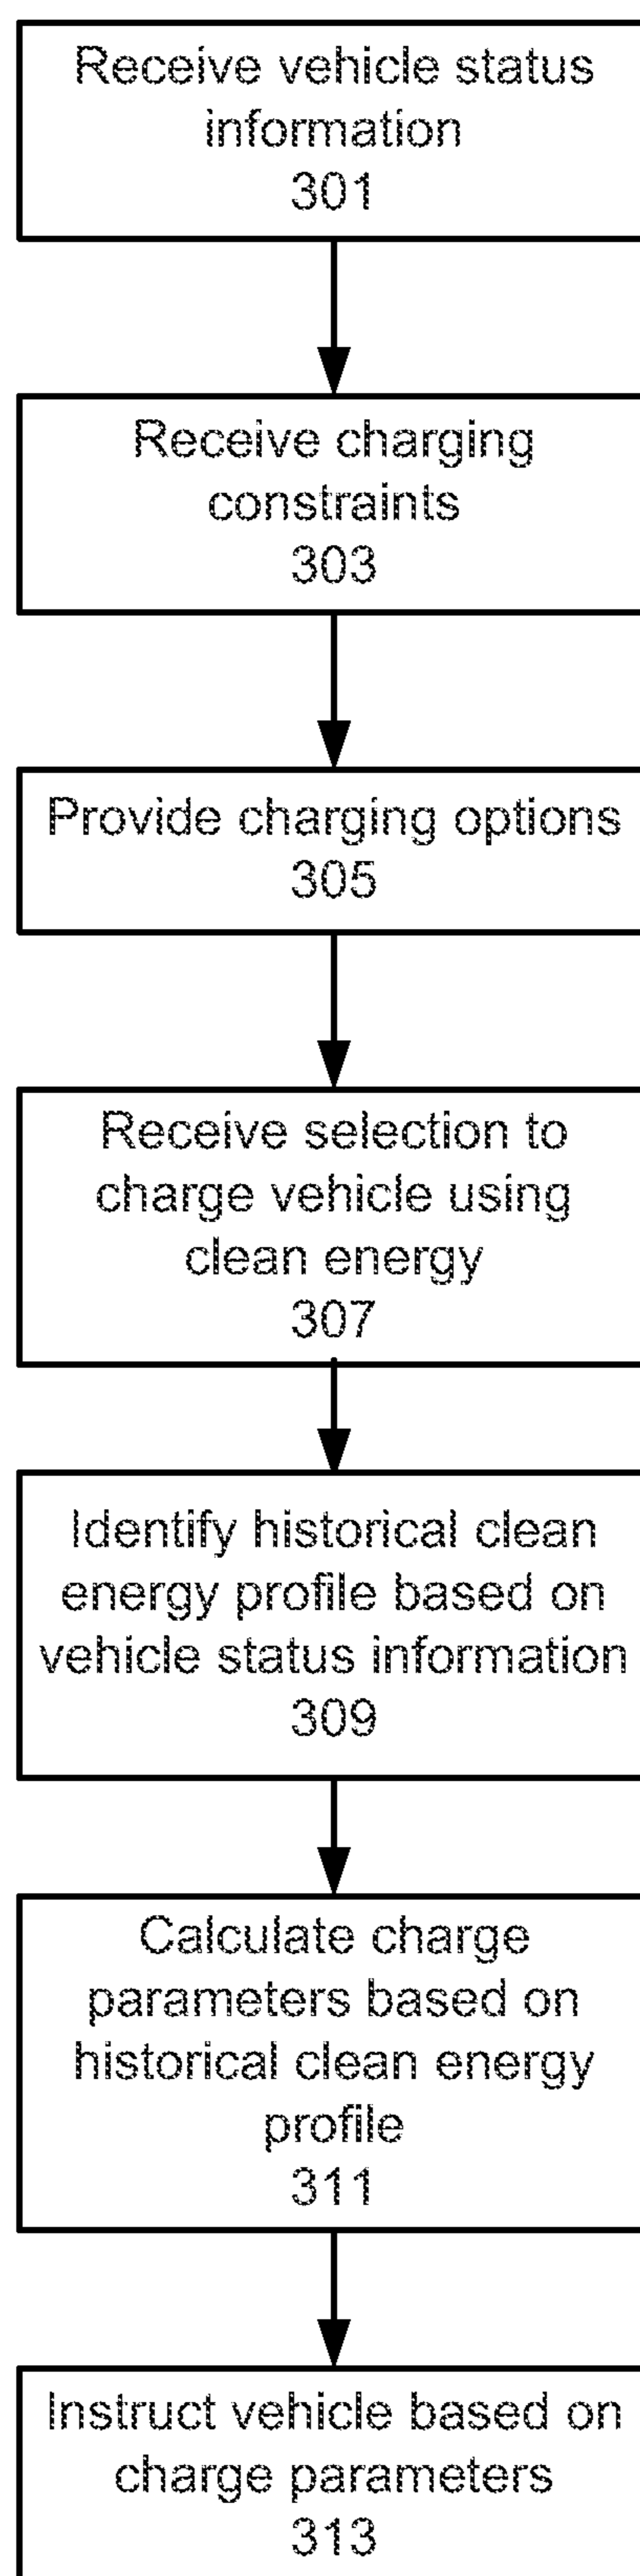 Receive vehicle status
information
301
Receive charging
constraints
303
Provide charging options
305
Receive selection to
charge vehicle using
clean energy
307
Identify historical clean
energy profile based on
vehicle status information
309
Calculate charge
parameters based on
historical clean energy
profile
311
Instruct vehicle based on
charge parameters
313